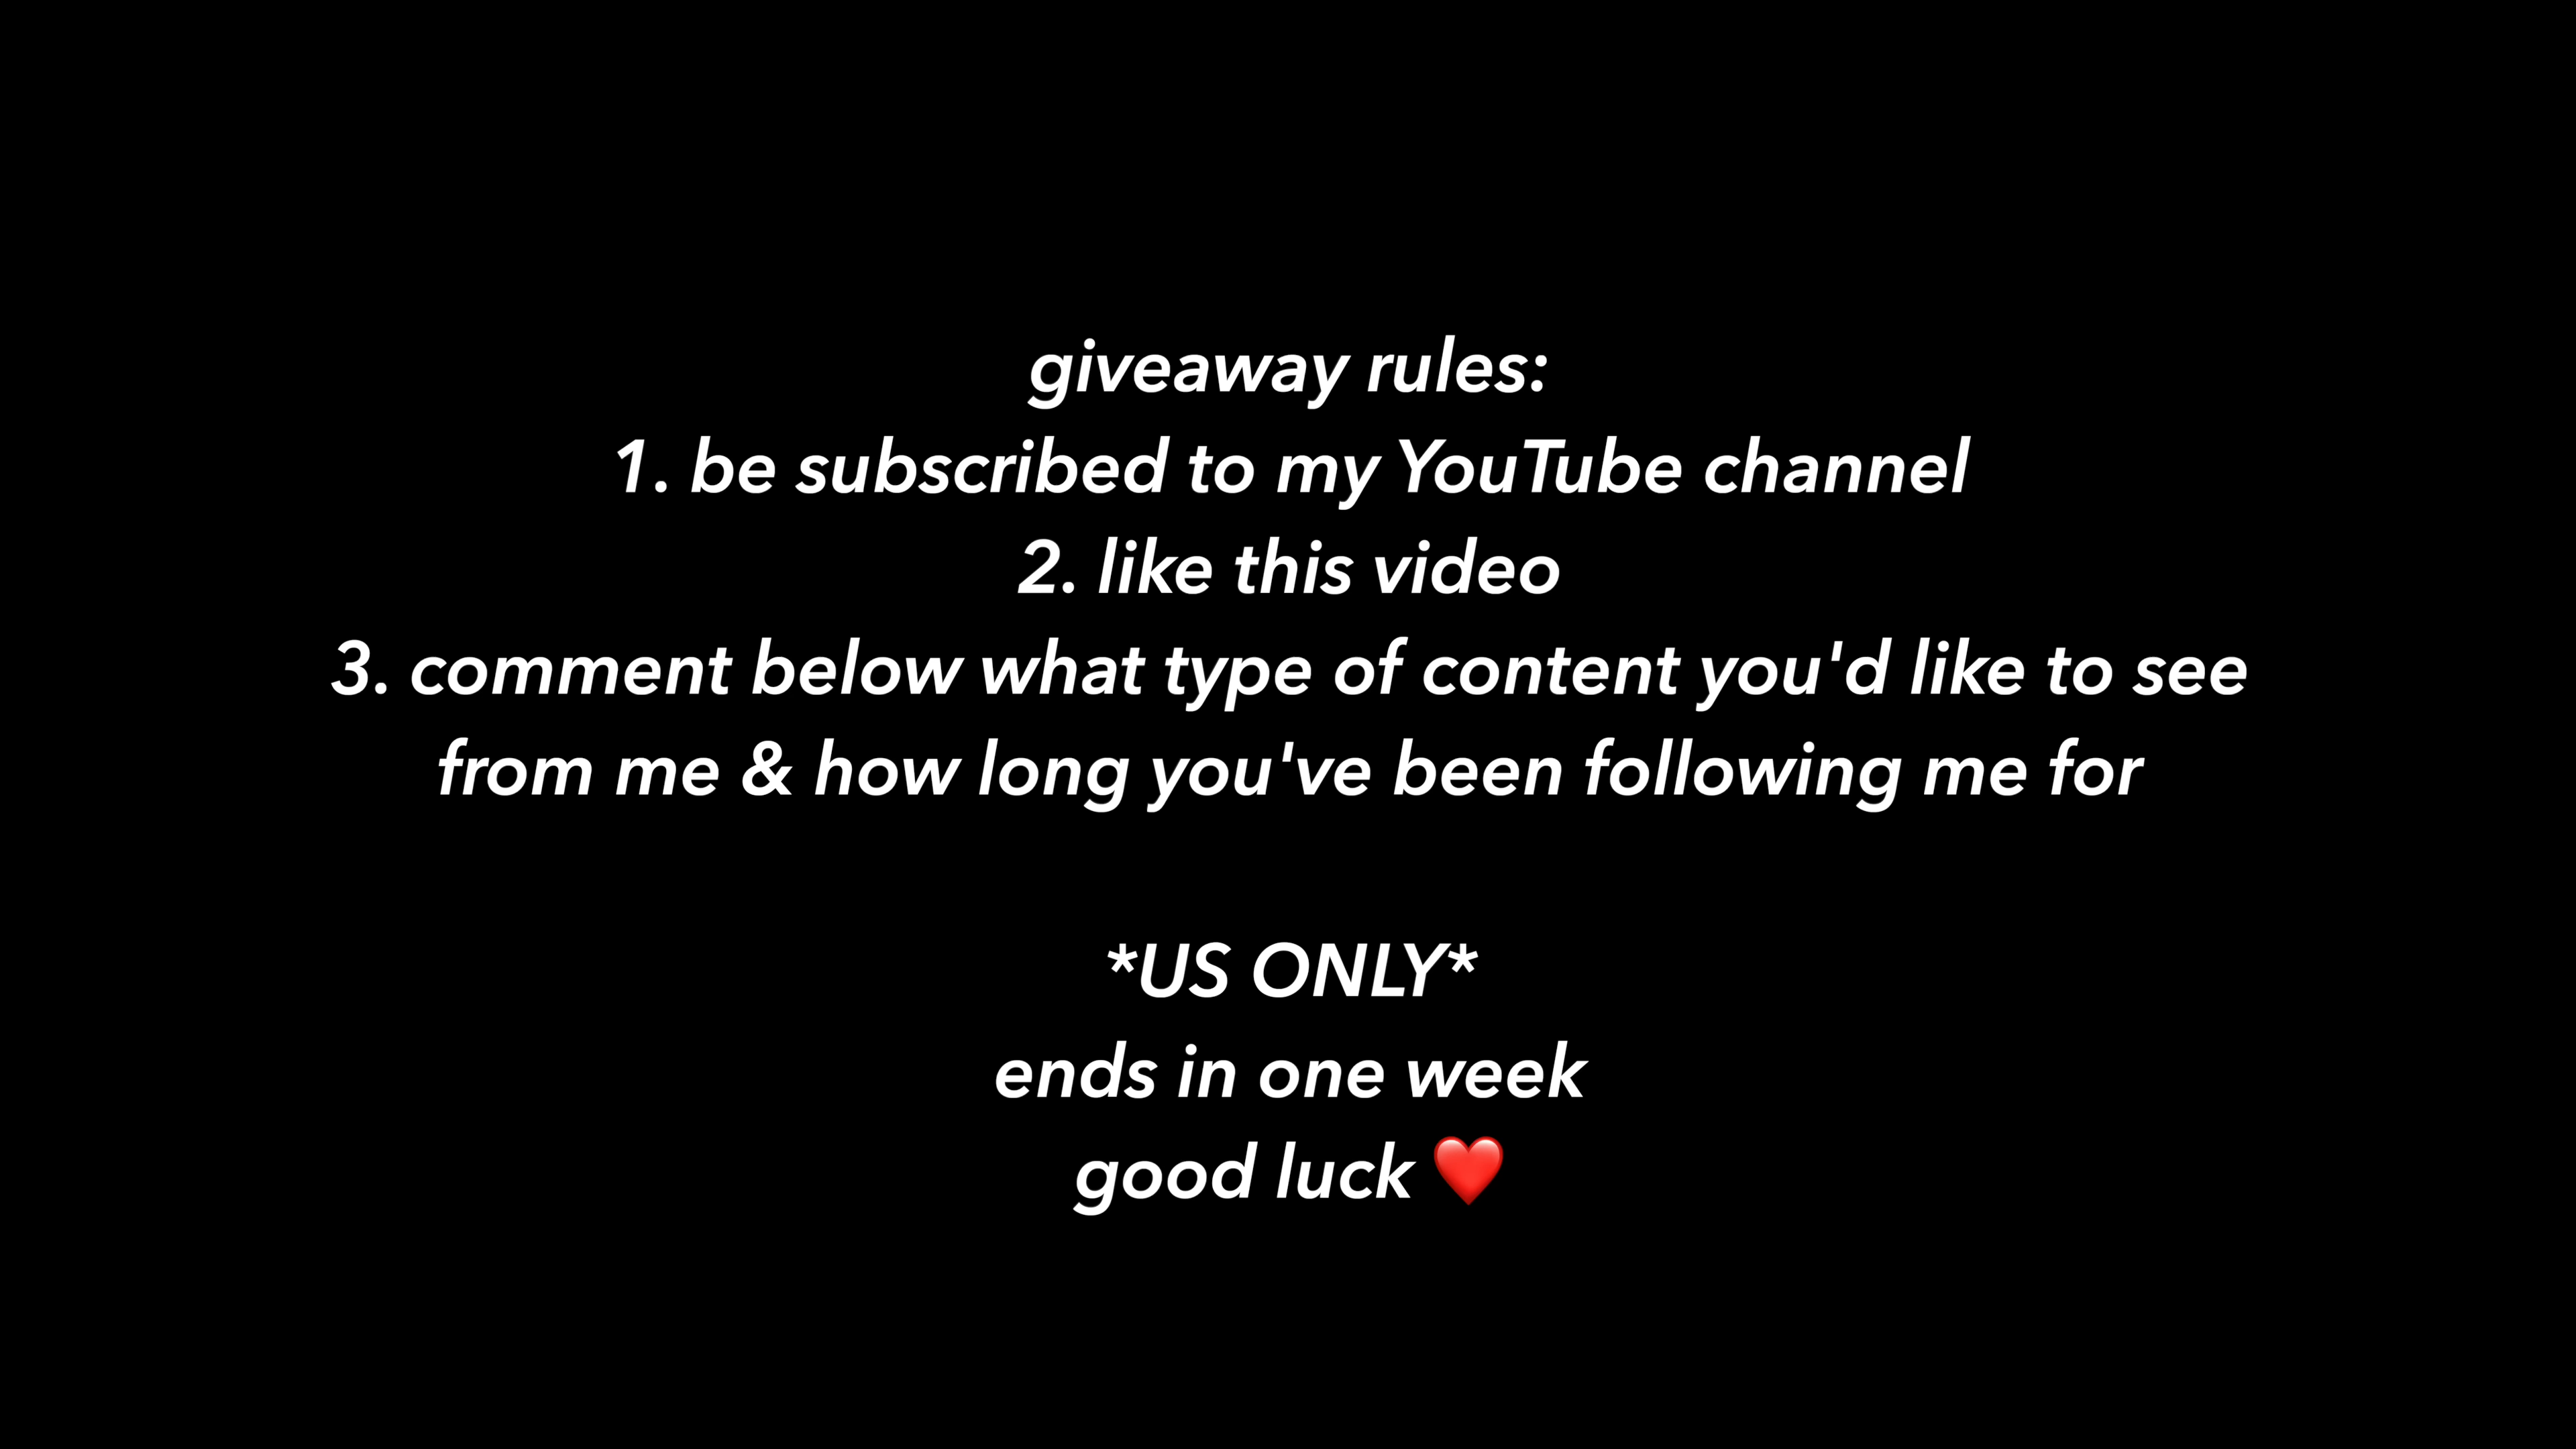 giveaway rules:
1. be subscribed to my YouTube channel
2. like this video
3. comment below what type of content you'd like to see
from me & how long you've been following me for
*US ONLY*
ends in one week
good luck ❤️